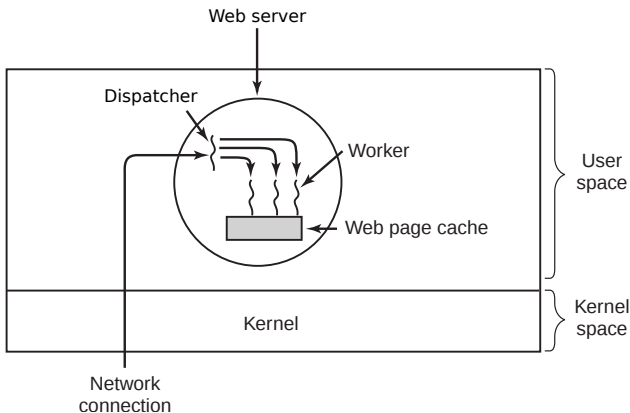 Web server
Dispatcher
Worker
User
space
Web page cache
Kernel
Kernel
space
Network
connection